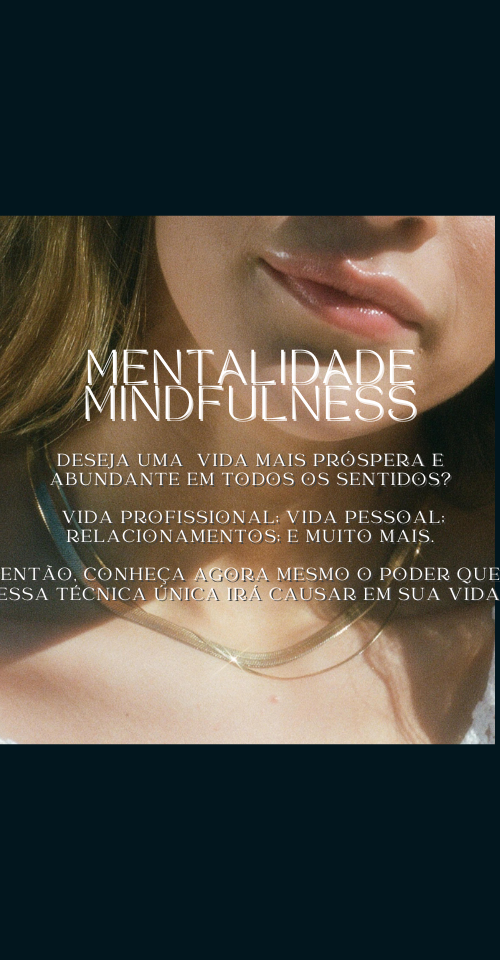 MENTALIDADE
MINDFULNESS
DESEJA UMA VIDA MAIS PRÓSPERA E
ABUNDANTE EM TODOS OS SENTIDOS?
VIDA PROFISSIONAL; VIDA PESSOAL;
RELACIONAMENTOS; E MUITO MAIS.
ENTÃO, CONHEÇA AGORA MESMO O PODER QUE
ESSA TÉCNICA ÚNICA IRÁ CAUSAR EM SUA VIDA